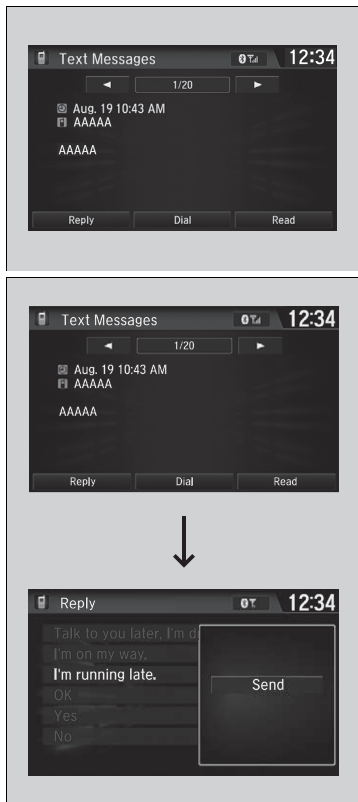 Text Messages 12:34
1/20
Aug. 19 10:43 AM
AAAAA
AAAAA
Reply Dial Read
Text Messages 12:34
1/20
Aug. 19 10:43 AM
AAAAA
AAAAA
Reply Dial Read
Reply 12:34
Talk to you later, I'm
I'm on my way.
I'm running late.
Send
OK
Yes
No